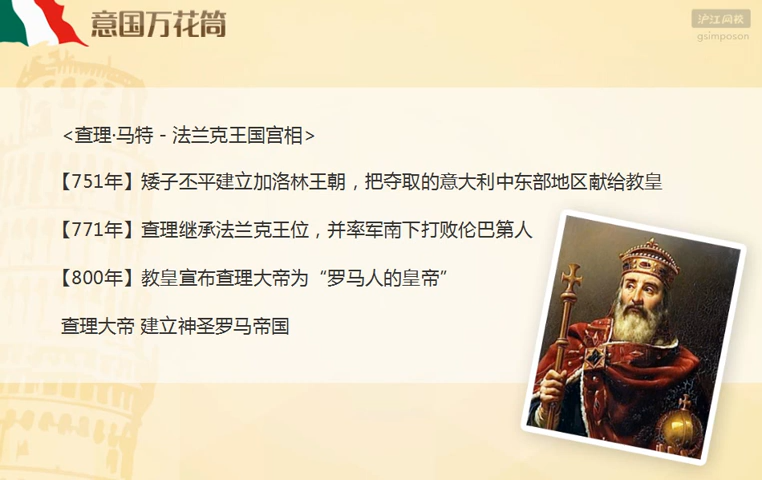 意国万花筒
沪江网校
gsimposon
<查理·马特 - 法兰克王国宫相>
【751年】矮子丕平建立加洛林王朝，把夺取的意大利中东部地区献给教皇
【771年】查理继承法兰克王位，并率军南下打败伦巴第人
【800年】教皇宣布查理大帝为“罗马人的皇帝”
查理大帝 建立神圣罗马帝国